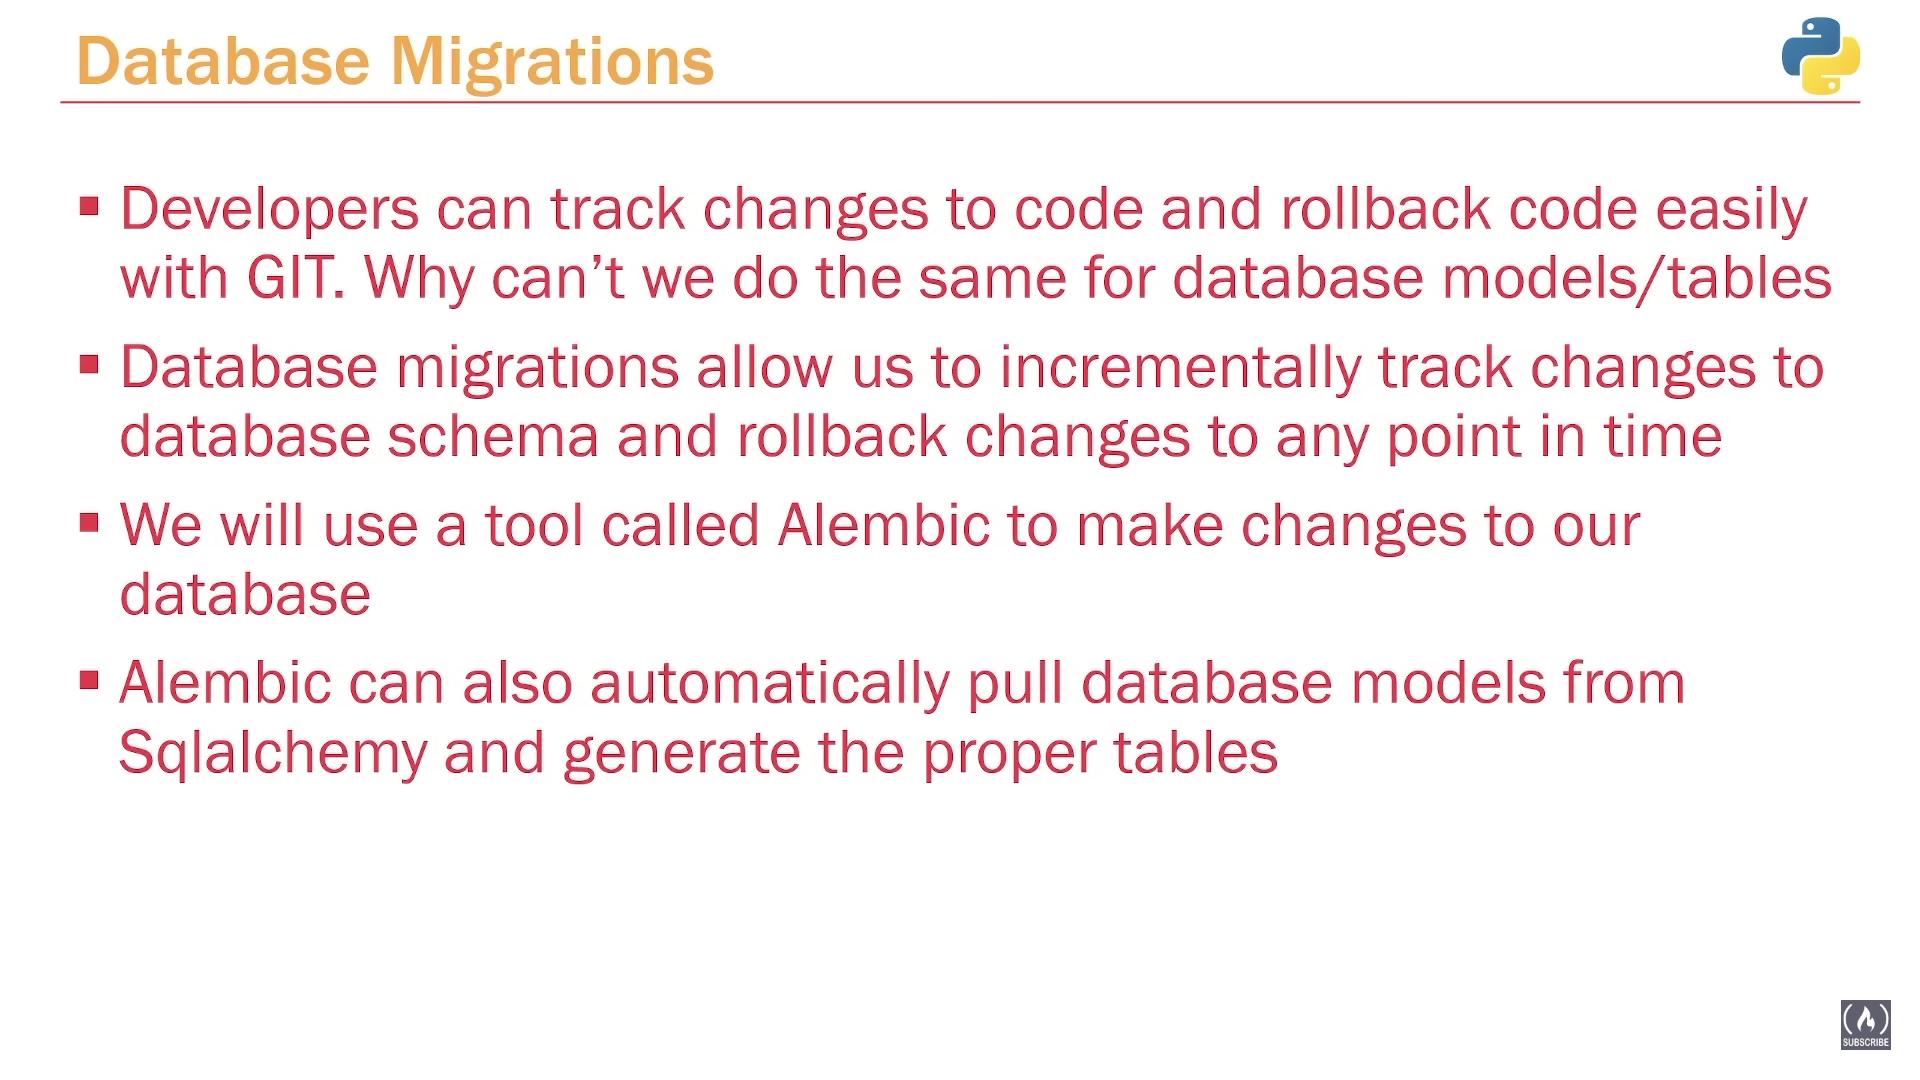 Database Migrations
▪ Developers can track changes to code and rollback code easily
with GIT. Why can’t we do the same for database models/tables
▪ Database migrations allow us to incrementally track changes to
database schema and rollback changes to any point in time
▪ We will use a tool called Alembic to make changes to our
database
▪ Alembic can also automatically pull database models from
Sqlalchemy and generate the proper tables
SUBSCRIBE